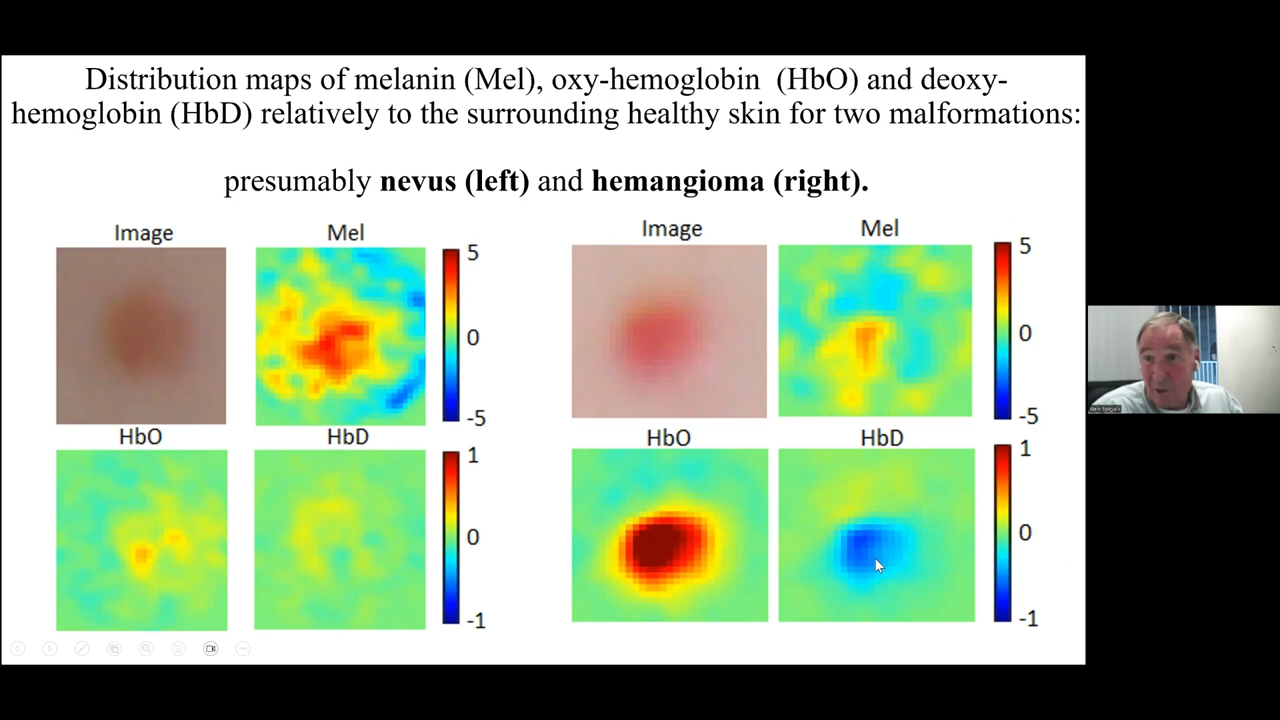 Distribution maps of melanin (Mel), oxy-hemoglobin (HbO) and deoxy-
hemoglobin (HbD) relatively to the surrounding healthy skin for two malformations:
presumably nevus (left) and hemangioma (right).
Image
Mel
5
0
-5
HbO
HbD
1
0
-1
Image
Mel
5
0
-5
HbO
HbD
1
0
-1